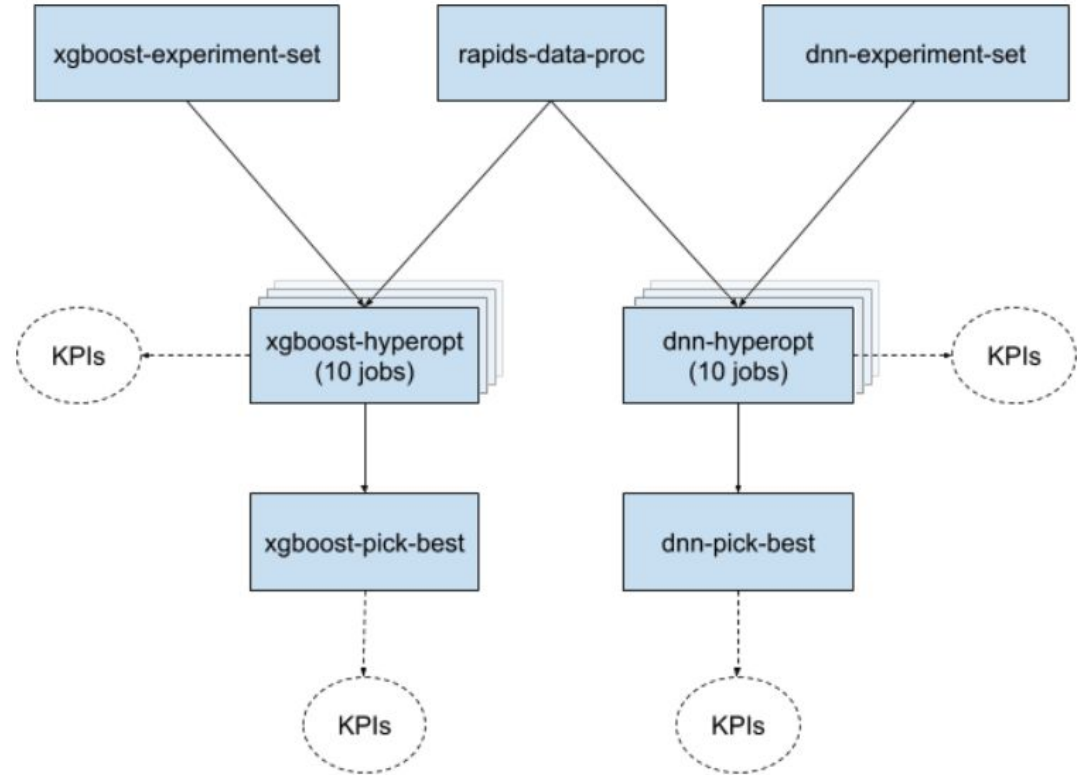 xgboost-experiment-set
rapids-data-proc
dnn-experiment-set
KPIs
xgboost-hyperopt
(10 jobs)
dnn-hyperopt
(10 jobs)
KPIs
xgboost-pick-best
dnn-pick-best
KPIs
KPIs